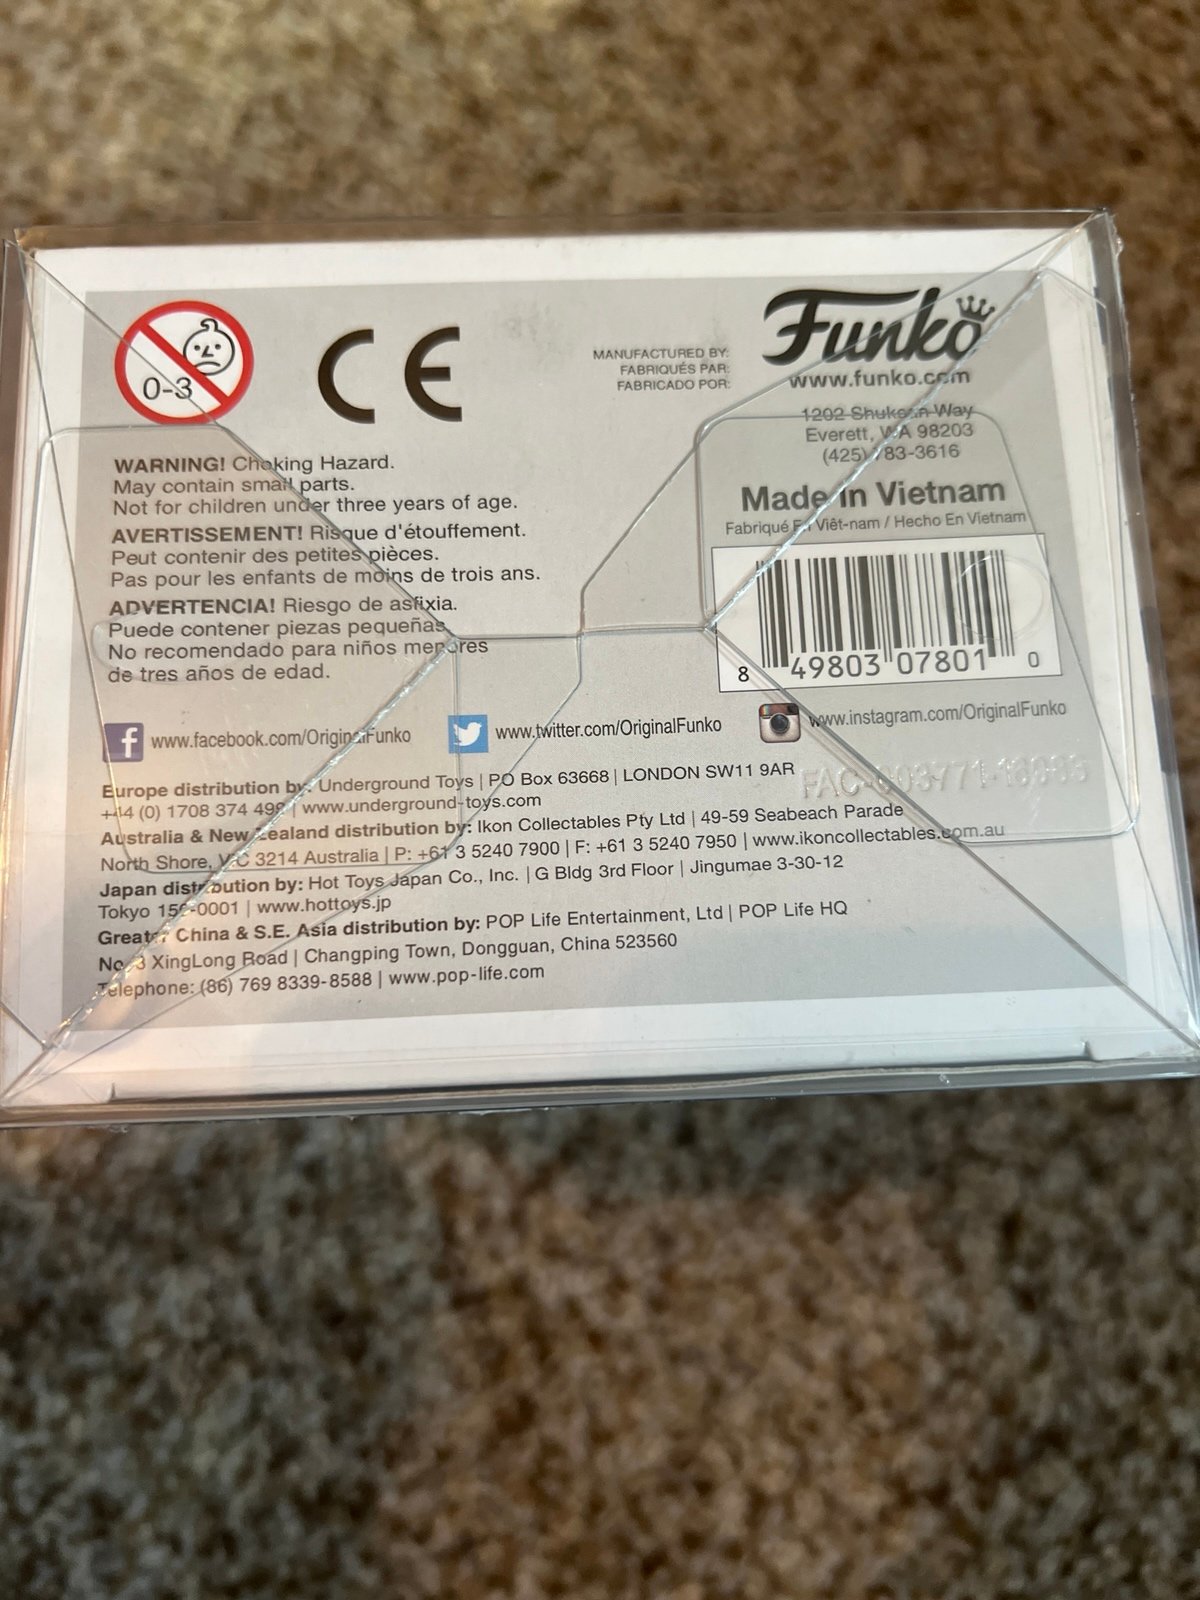 0-3
CE
MANUFACTURED BY:
FABRIQUÉS PAR:
FABRICADO POR:
Funko
www.funko.com
1202 Shuksan Way
Everett, WA 98203
(425) 783-3616
Made in Vietnam
Fabriqué En Viêt-nam / Hecho En Vietnam
8 49803 07801 0
WARNING! Choking Hazard.
May contain small parts.
Not for children under three years of age.
AVERTISSEMENT! Risque d'étouffement.
Peut contenir des petites pièces.
Pas pour les enfants de moins de trois ans.
ADVERTENCIA! Riesgo de asfixia.
Puede contener piezas pequeñas.
No recomendado para niños menores
de tres años de edad.
f www.facebook.com/OriginalFunko
www.twitter.com/OriginalFunko
www.instagram.com/OriginalFunko
Europe distribution by: Underground Toys | PO Box 63668 | LONDON SW11 9AR
+44 (0) 1708 374 | www.underground-toys.com
Australia & New Zealand distribution by: Ikon Collectables Pty Ltd | 49-59 Seabeach Parade
North Shore, VIC 3214 Australia | P: +61 3 5240 7900 | F: +61 3 5240 7950 | www.ikoncollectables.com.au
Japan distribution by: Hot Toys Japan Co., Inc. | G Bldg 3rd Floor | Jingumae 3-30-12
Tokyo | www.hottoys.jp
Greater China & S.E. Asia distribution by: POP Life Entertainment, Ltd | POP Life HQ
No. 3 XingLong Road | Changping Town, Dongguan, China 523560
Telephone: (86) 769 8339-8588 | www.pop-life.com